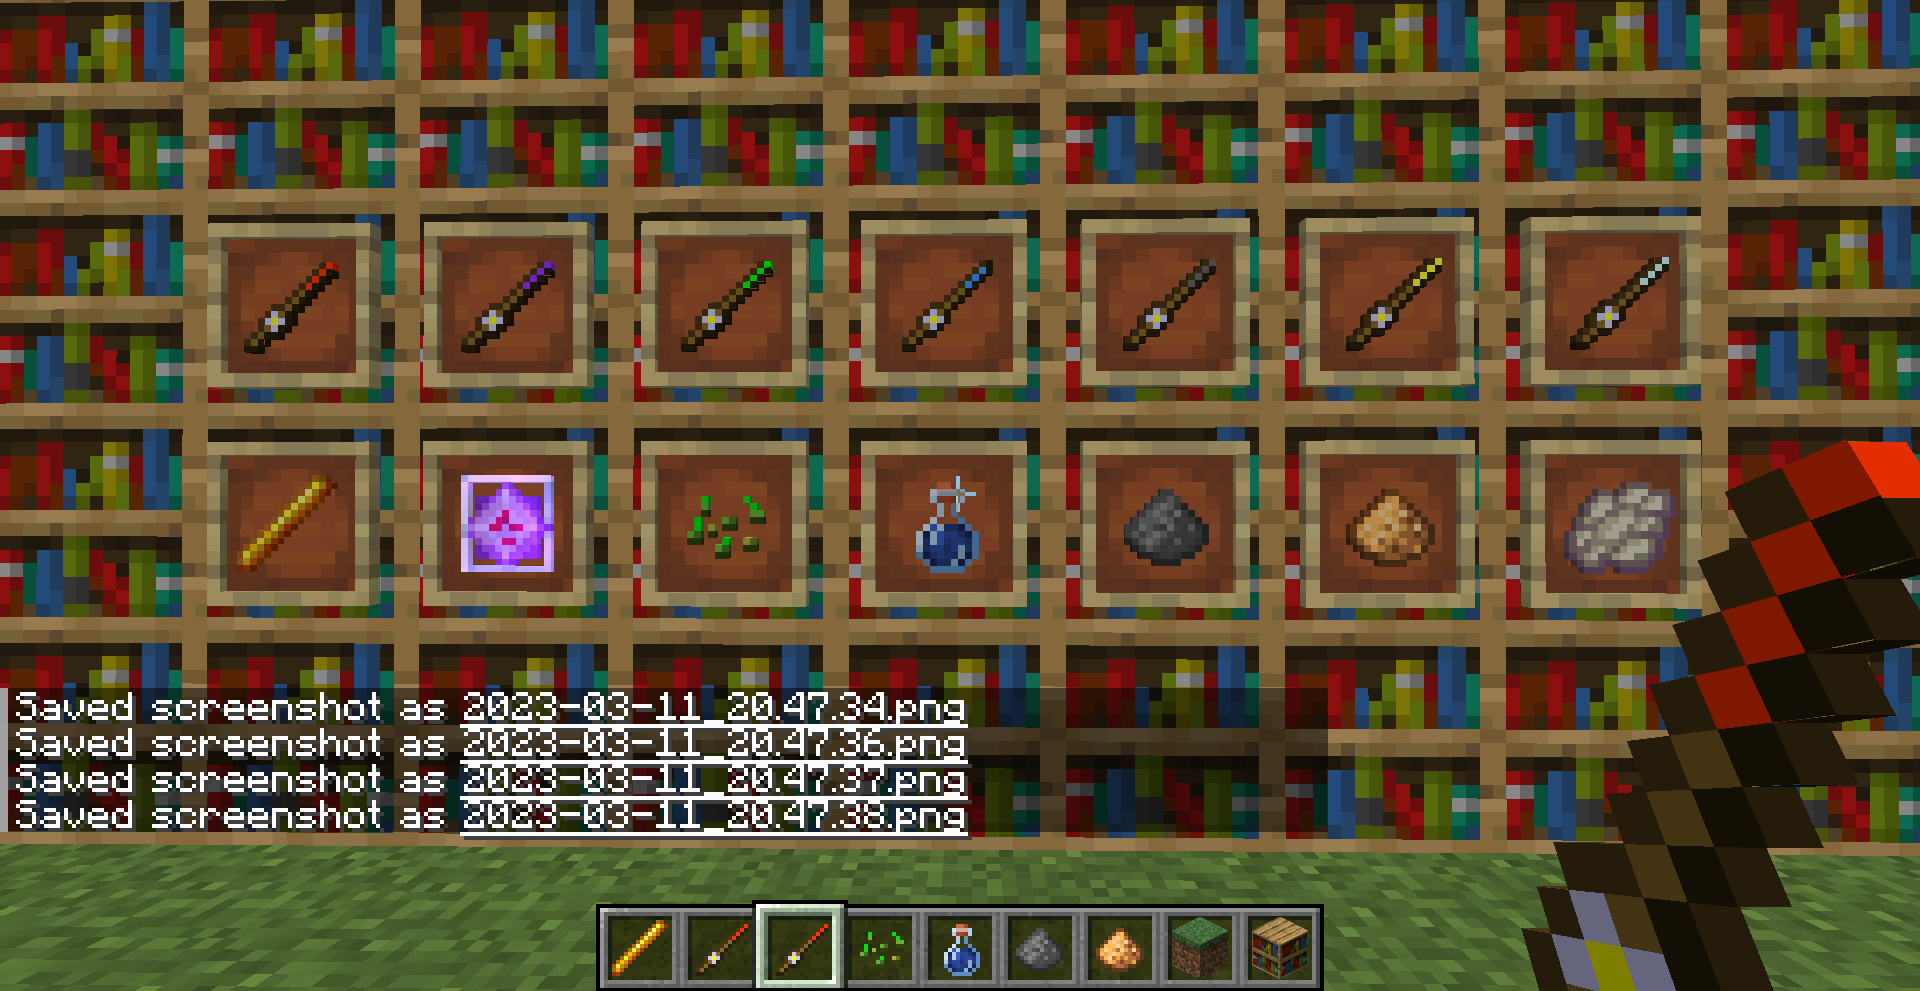 Saved screenshot as 2023-03-11_20.47.34.png
Saved screenshot as 2023-03-11_20.47.36.png
Saved screenshot as 2023-03-11_20.47.37.png
Saved screenshot as 2023-03-11_20.47.38.png